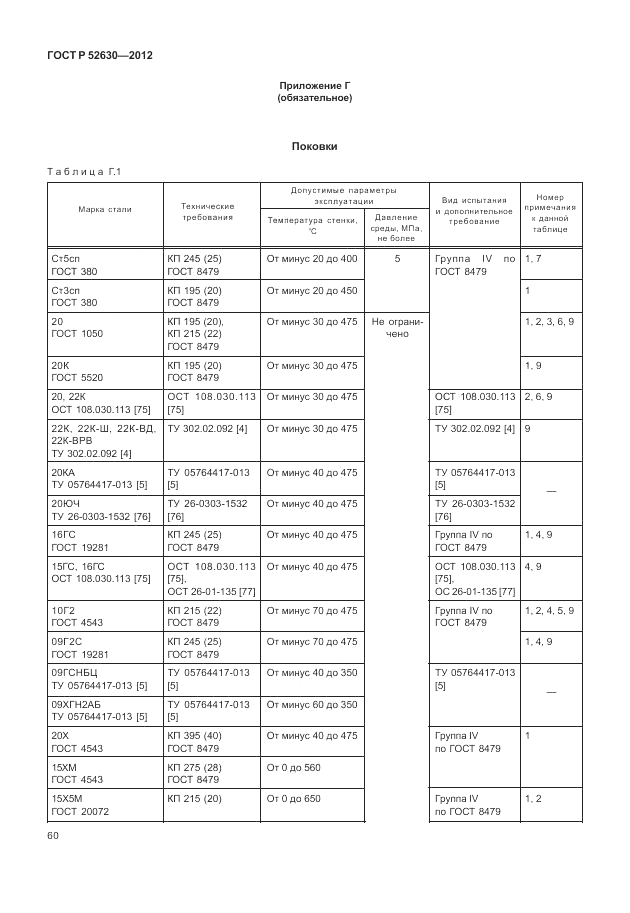 ГОСТ Р 52630—2012
Приложение Г
(обязательное)
Поковки
Таблица Г.1
Марка стали
Технические
требования
Допустимые параметры
эксплуатации
Температура стенки,
°С
Давление
среды, МПа,
не более
Вид испытания
и дополнительное
требование
Номер
примечания
к данной
таблице
Ст5сп КП 245 (25) От минус 20 до 400 5 Группа IV по 1, 7
ГОСТ 380 ГОСТ 8479 ГОСТ 8479
Ст3сп КП 195 (20) От минус 20 до 450 1
ГОСТ 380 ГОСТ 8479
20 КП 195 (20), От минус 30 до 475 Не ограни- 1, 2, 3, 6, 9
ГОСТ 1050 КП 215 (22) чено
ГОСТ 8479
20К КП 195 (20) От минус 30 до 475 1, 9
ГОСТ 5520 ГОСТ 8479
20, 22К ОСТ 108.030.113 От минус 30 до 475 ОСТ 108.030.113 2, 6, 9
ОСТ 108.030.113 [75] [75] [75]
22К, 22К-Ш, 22К-ВД, ТУ 302.02.092 [4] От минус 30 до 475 ТУ 302.02.092 [4] 9
22К-ВРВ
ТУ 302.02.092 [4]
20КА ТУ 05764417-013 От минус 40 до 475 ТУ 05764417-013
ТУ 05764417-013 [5] [5] [5]
—
20ЮЧ ТУ 26-0303-1532 От минус 40 до 475 ТУ 26-0303-1532
ТУ 26-0303-1532 [76] [76] [76]
16ГС КП 245 (25) От минус 40 до 475 Группа IV по 1, 4, 9
ГОСТ 19281 ГОСТ 8479 ГОСТ 8479
15ГС, 16ГС ОСТ 108.030.113 От минус 40 до 475 ОСТ 108.030.113 4, 9
ОСТ 108.030.113 [75] [75], [75],
ОСТ 26-01-135 [77] ОС 26-01-135 [77]
10Г2 КП 215 (22) От минус 70 до 475 Группа IV по 1, 2, 4, 5, 9
ГОСТ 4543 ГОСТ 8479 ГОСТ 8479
09Г2С КП 245 (25) От минус 70 до 475 1, 4, 9
ГОСТ 19281 ГОСТ 8479
09ГСНБЦ ТУ 05764417-013 От минус 40 до 350 ТУ 05764417-013
ТУ 05764417-013 [5] [5] [5]
—
09ХГН2АБ ТУ 05764417-013 От минус 60 до 350
ТУ 05764417-013 [5] [5]
20Х КП 395 (40) От минус 40 до 475 Группа IV 1
ГОСТ 4543 ГОСТ 8479 по ГОСТ 8479
15ХМ КП 275 (28) От 0 до 560
ГОСТ 4543 ГОСТ 8479
15Х5М КП 215 (20) От 0 до 650 Группа IV 1, 2
ГОСТ 20072 по ГОСТ 8479
60